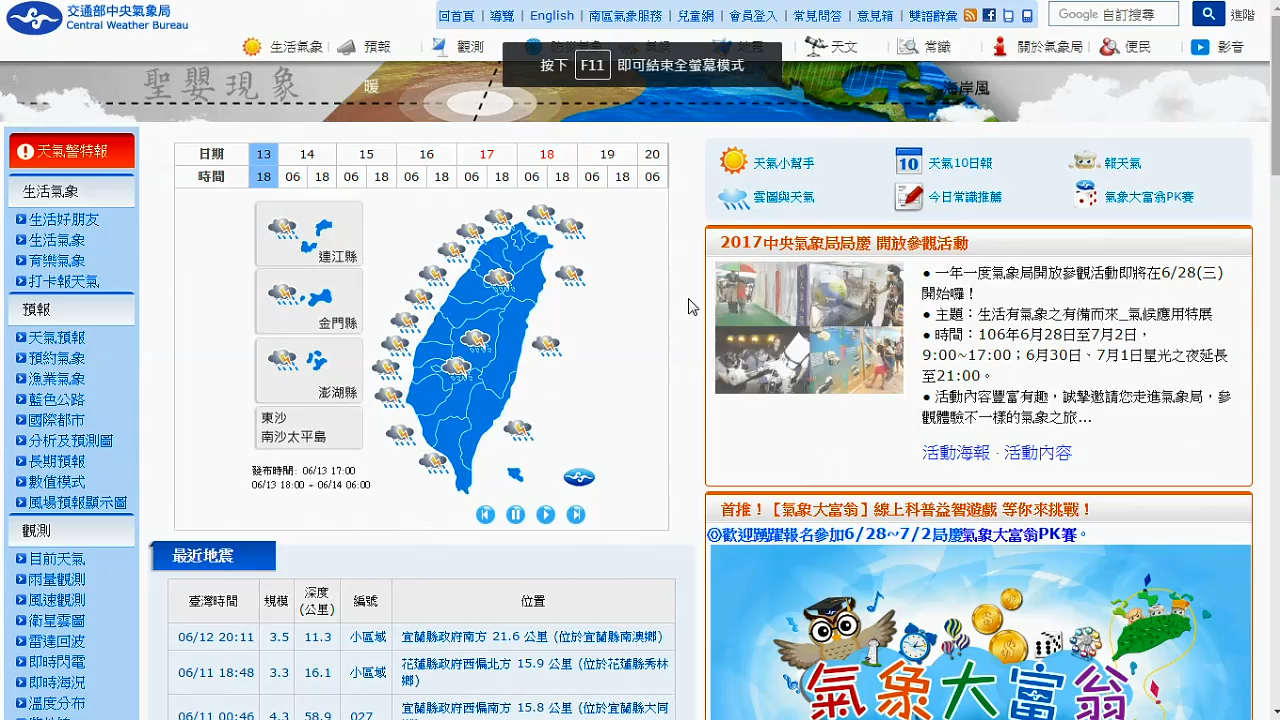 交通部中央氣象局
Central Weather Bureau
回首頁 | 導覽 | English | 南區氣象服務 | 兒童網 | 會員登入 | 常見問答 | 意見箱 | 雙語辭彙
Google 自訂搜尋
進階
生活氣象
預報
觀測
天文
常識
關於氣象局
便民
影音
按下 F11 即可結束全螢幕模式
聖嬰現象
暖
海岸風
天氣警特報
生活氣象
生活好朋友
生活氣象
育樂氣象
打卡報天氣
預報
天氣預報
預約氣象
漁業氣象
藍色公路
國際都市
分析及預測圖
長期預報
數值模式
風場預報顯示圖
觀測
目前天氣
雨量觀測
風速觀測
衛星雲圖
雷達回波
即時閃電
即時海況
溫度分布
日期 13 14 15 16 17 18 19 20
時間 18 06 18 06 18 06 18 06 18 06 18 06 18 06
連江縣
金門縣
澎湖縣
東沙
南沙太平島
發布時間: 06/13 17:00
06/13 18:00 ~ 06/14 06:00
最近地震
臺灣時間 規模 深度(公里) 編號 位置
06/12 20:11 3.5 11.3 小區域 宜蘭縣政府南方 21.6 公里 (位於宜蘭縣南澳鄉)
06/11 18:48 3.3 16.1 小區域 花蓮縣政府西偏北方 15.9 公里 (位於花蓮縣秀林鄉)
06/11 00:46 4.3 58.9 027 宜蘭縣政府西偏南方 15.8 公里 (位於宜蘭縣大同
天氣小幫手
10
天氣10日報
報天氣
雲圖與天氣
今日常識推薦
氣象大富翁PK賽
2017中央氣象局局慶 開放參觀活動
● 一年一度氣象局開放參觀活動即將在6/28(三)
開始囉！
● 主題：生活有氣象之有備而來_氣候應用特展
● 時間：106年6月28日至7月2日，
9:00~17:00；6月30日、7月1日星光之夜延長
至21:00。
● 活動內容豐富有趣，誠摯邀請您走進氣象局，參
觀體驗不一樣的氣象之旅...
活動海報 · 活動內容
首推！【氣象大富翁】線上科普益智遊戲 等你來挑戰！
◎歡迎踴躍報名參加6/28~7/2局慶氣象大富翁PK賽。
氣象大富翁